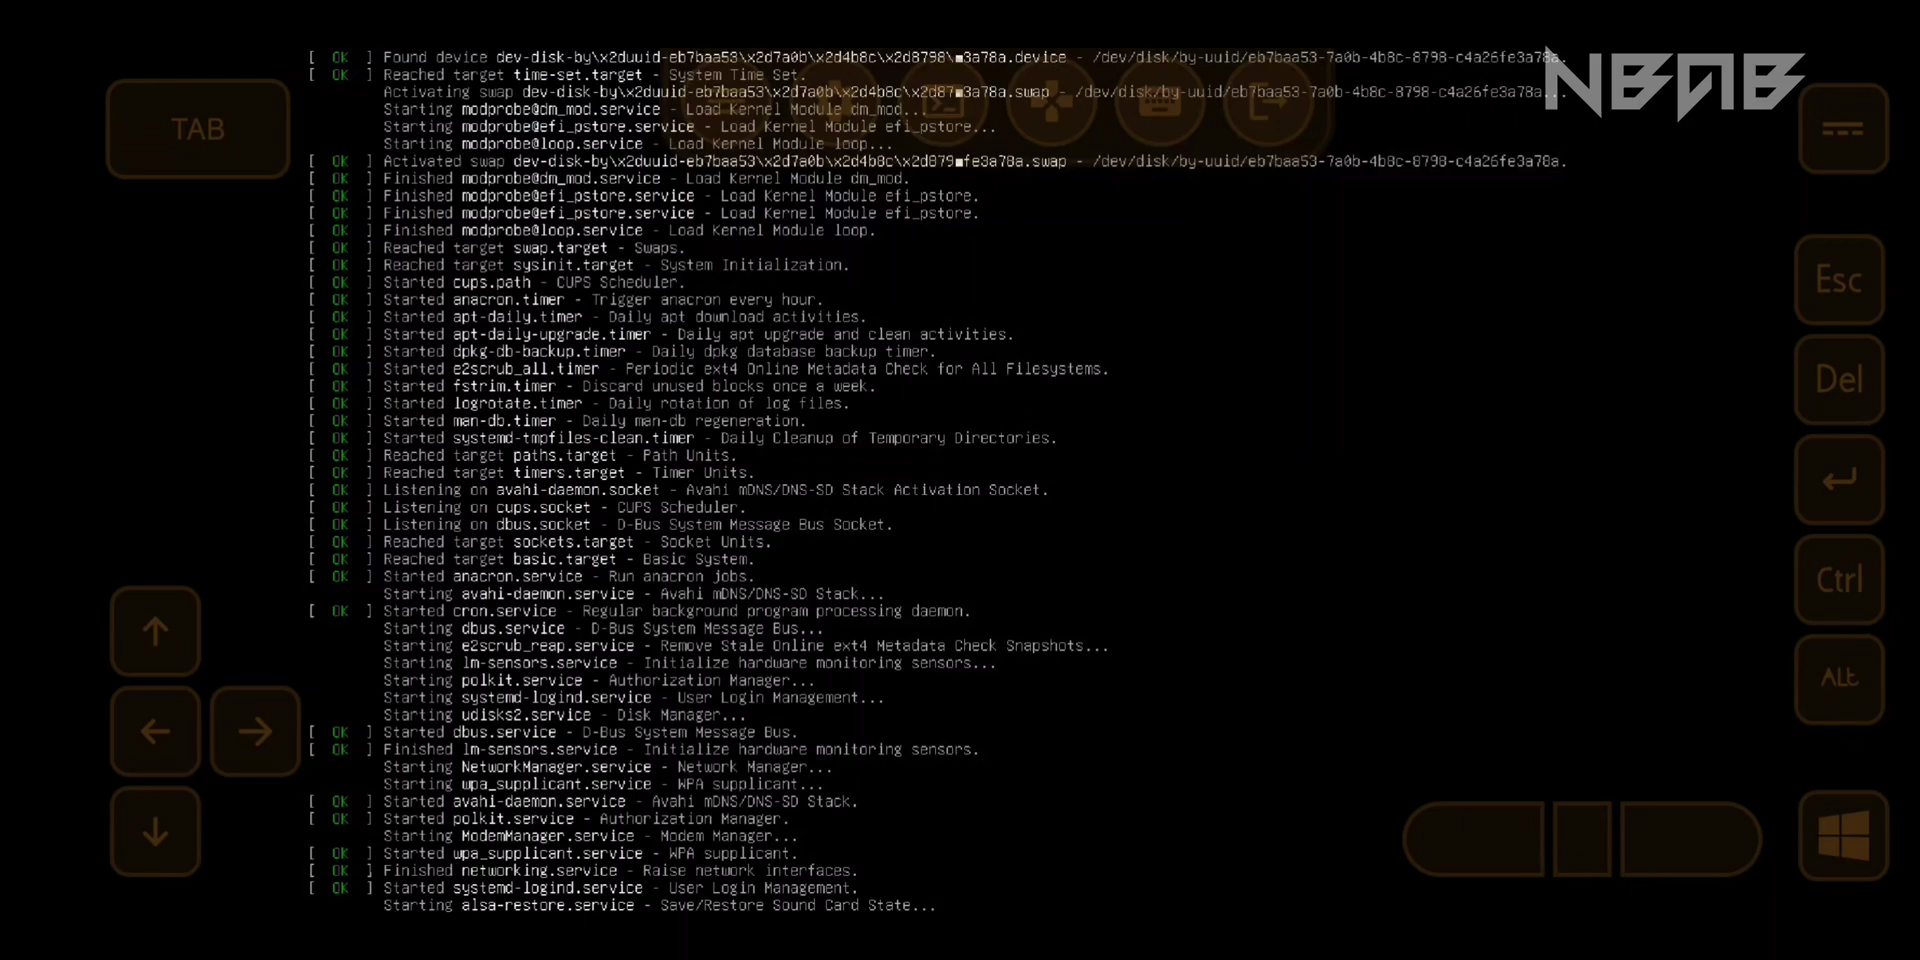 [  OK  ] Found device dev-disk-by\x2duuid-eb7baa53\x2d7a0b\x2d4b8c\x2d8798\■3a78a.device - /dev/disk/by-uuid/eb7baa53-7a0b-4b8c-8798-c4a26fe3a78a.
[  OK  ] Reached target time-set.target - System Time Set.
Activating swap dev-disk-by\x2duuid-eb7baa53\x2d7a0b\x2d4b8c\x2d87■3a78a.swap - /dev/disk/by-uuid/eb7baa53-7a0b-4b8c-8798-c4a26fe3a78a...
Starting modprobe@dm_mod.service - Load Kernel Module dm_mod...
Starting modprobe@efi_pstore.service - Load Kernel Module efi_pstore...
Starting modprobe@loop.service - Load Kernel Module loop...
[  OK  ] Activated swap dev-disk-by\x2duuid-eb7baa53\x2d7a0b\x2d4b8c\x2d879■fe3a78a.swap - /dev/disk/by-uuid/eb7baa53-7a0b-4b8c-8798-c4a26fe3a78a.
[  OK  ] Finished modprobe@dm_mod.service - Load Kernel Module dm_mod.
[  OK  ] Finished modprobe@efi_pstore.service - Load Kernel Module efi_pstore.
[  OK  ] Finished modprobe@efi_pstore.service - Load Kernel Module efi_pstore.
[  OK  ] Finished modprobe@loop.service - Load Kernel Module loop.
[  OK  ] Reached target swap.target - Swaps.
[  OK  ] Reached target sysinit.target - System Initialization.
[  OK  ] Started cups.path - CUPS Scheduler.
[  OK  ] Started anacron.timer - Trigger anacron every hour.
[  OK  ] Started apt-daily.timer - Daily apt download activities.
[  OK  ] Started apt-daily-upgrade.timer - Daily apt upgrade and clean activities.
[  OK  ] Started dpkg-db-backup.timer - Daily dpkg database backup timer.
[  OK  ] Started e2scrub_all.timer - Periodic ext4 Online Metadata Check for All Filesystems.
[  OK  ] Started fstrim.timer - Discard unused blocks once a week.
[  OK  ] Started logrotate.timer - Daily rotation of log files.
[  OK  ] Started man-db.timer - Daily man-db regeneration.
[  OK  ] Started systemd-tmpfiles-clean.timer - Daily Cleanup of Temporary Directories.
[  OK  ] Reached target paths.target - Path Units.
[  OK  ] Reached target timers.target - Timer Units.
[  OK  ] Listening on avahi-daemon.socket - Avahi mDNS/DNS-SD Stack Activation Socket.
[  OK  ] Listening on cups.socket - CUPS Scheduler.
[  OK  ] Listening on dbus.socket - D-Bus System Message Bus Socket.
[  OK  ] Reached target sockets.target - Socket Units.
[  OK  ] Reached target basic.target - Basic System.
[  OK  ] Started anacron.service - Run anacron jobs.
Starting avahi-daemon.service - Avahi mDNS/DNS-SD Stack...
[  OK  ] Started cron.service - Regular background program processing daemon.
Starting dbus.service - D-Bus System Message Bus...
Starting e2scrub_reap.service - Remove Stale Online ext4 Metadata Check Snapshots...
Starting lm-sensors.service - Initialize hardware monitoring sensors...
Starting polkit.service - Authorization Manager...
Starting systemd-logind.service - User Login Management...
Starting udisks2.service - Disk Manager...
[  OK  ] Started dbus.service - D-Bus System Message Bus.
[  OK  ] Finished lm-sensors.service - Initialize hardware monitoring sensors.
Starting NetworkManager.service - Network Manager...
Starting wpa_supplicant.service - WPA supplicant...
[  OK  ] Started avahi-daemon.service - Avahi mDNS/DNS-SD Stack.
[  OK  ] Started polkit.service - Authorization Manager.
Starting ModemManager.service - Modem Manager...
[  OK  ] Started wpa_supplicant.service - WPA supplicant.
[  OK  ] Finished networking.service - Raise network interfaces.
[  OK  ] Started systemd-logind.service - User Login Management.
Starting alsa-restore.service - Save/Restore Sound Card State...
TAB
Esc
Del
Ctrl
ALt